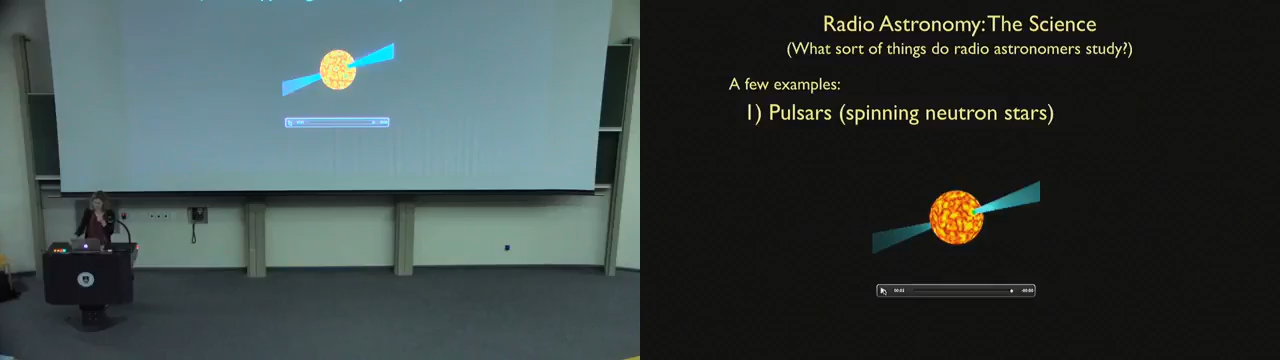 Radio Astronomy: The Science
(What sort of things do radio astronomers study?)
A few examples:
1) Pulsars (spinning neutron stars)